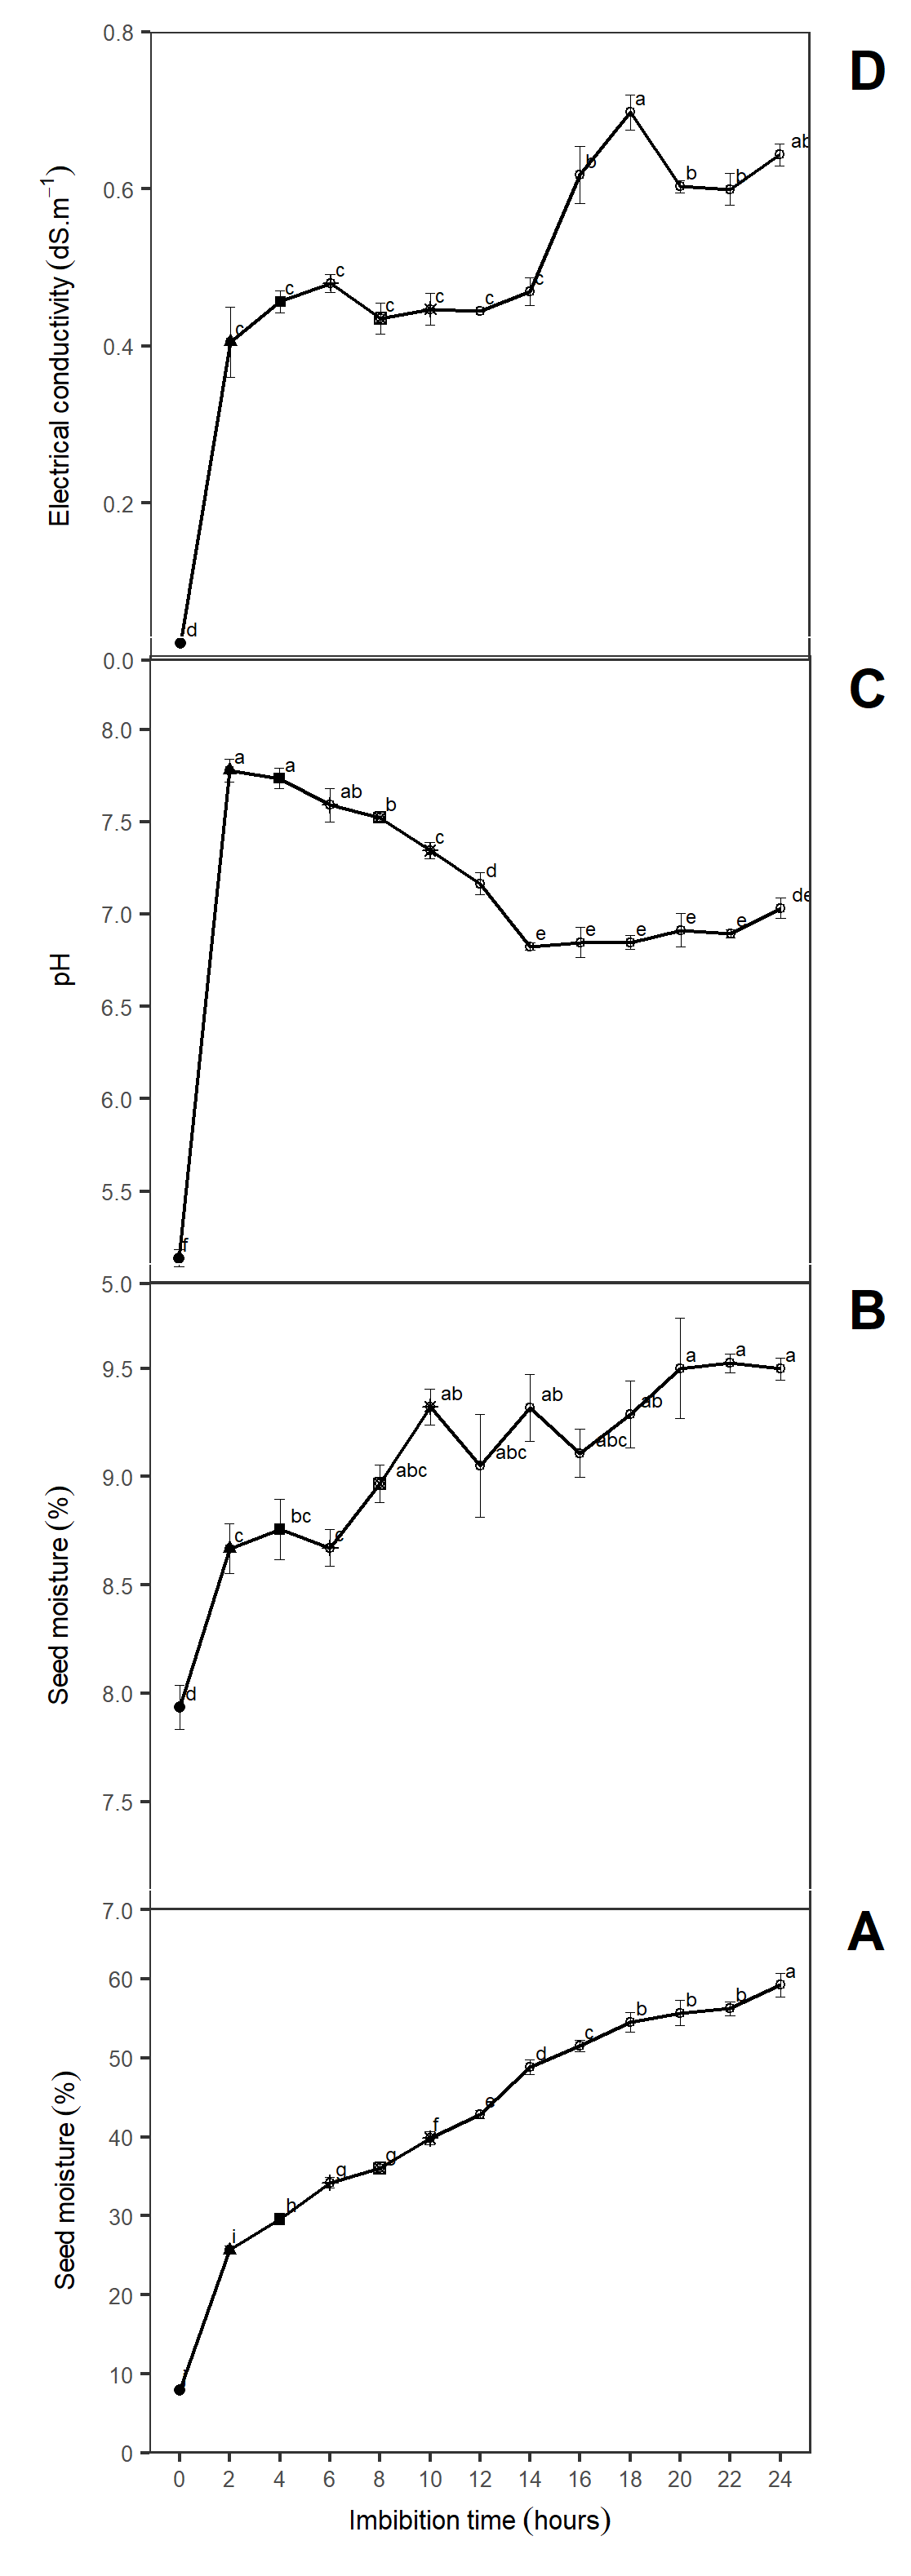 D
Electrical conductivity (dS.m⁻¹)
0.8
0.6
0.4
0.2
0.0
d
c
c
c
c
c
c
c
b
a
b
b
ab
C
pH
8.0
7.5
7.0
6.5
6.0
5.5
5.0
f
a
a
ab
b
c
d
e
e
e
e
e
de
B
Seed moisture (%)
9.5
9.0
8.5
8.0
7.5
7.0
d
c
bc
c
abc
ab
abc
ab
abc
ab
a
a
a
A
Seed moisture (%)
60
50
40
30
20
10
0
i
h
g
g
f
e
d
c
b
b
b
a
0 2 4 6 8 10 12 14 16 18 20 22 24
Imbibition time (hours)